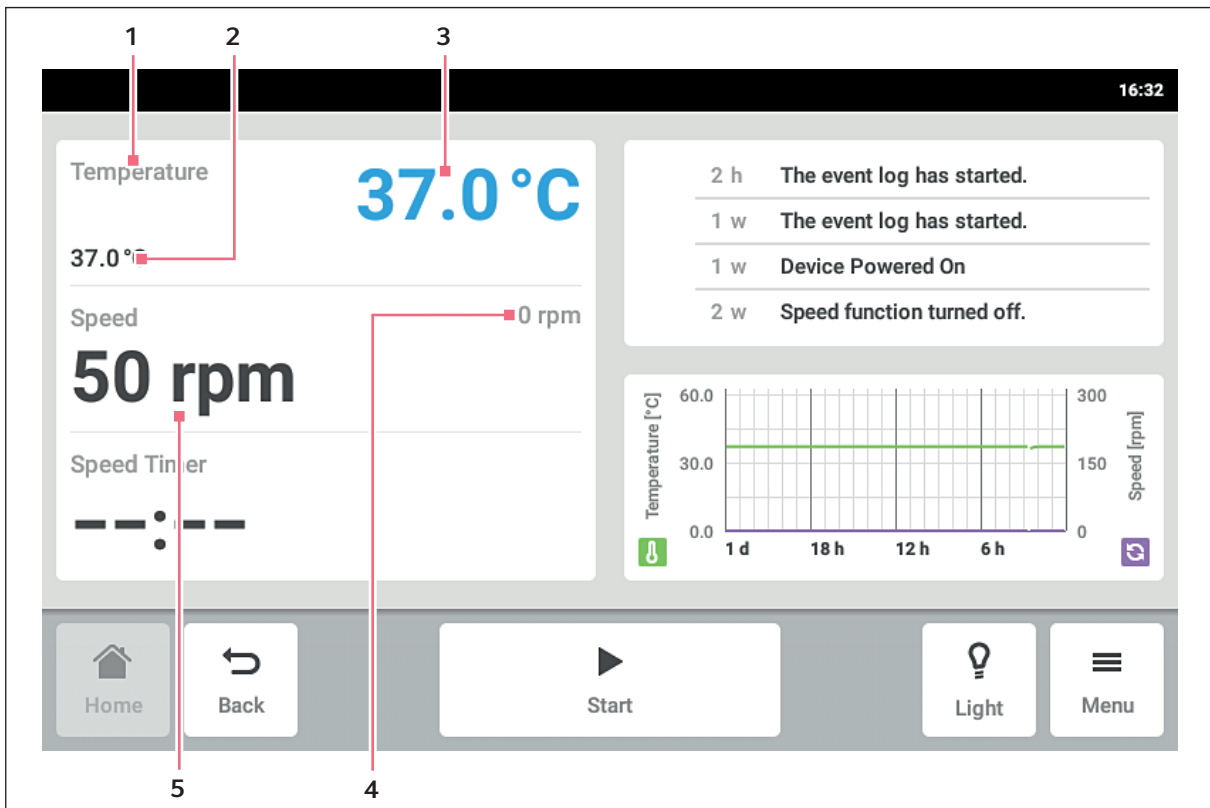 1 2 3
16:32
Temperature
37.0 °C
37.0 °C
Speed
0 rpm
50 rpm
Speed Timer
--:--
2 h The event log has started.
1 w The event log has started.
1 w Device Powered On
2 w Speed function turned off.
Temperature [°C]
60.0
30.0
0.0
300
150
0
Speed [rpm]
1 d 18 h 12 h 6 h
Home
Back
Start
Light
Menu
5 4